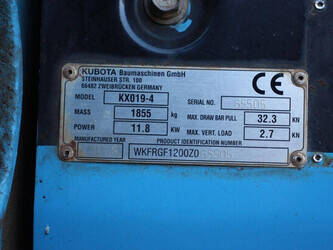 KUBOTA Baumaschinen GmbH
STEINHAUSER STR. 100
66482 ZWEIBRÜCKEN GERMANY
CE
MODEL KX019-4 SERIAL NO.
MASS 1855 kg MAX. DRAW BAR PULL 32.3 KN
POWER 11.8 KW MAX. VERT. LOAD 2.7 KN
MANUFACTURED YEAR PRODUCT IDENTIFICATION NUMBER
WKFRGF1200Z0